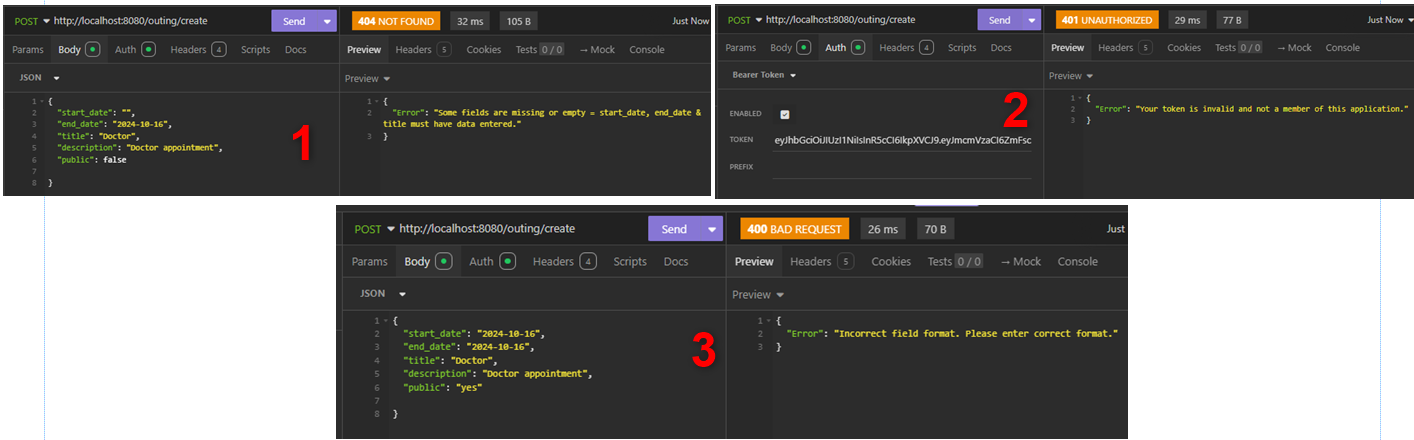 POST http://localhost:8080/outing/create Send 404 NOT FOUND 32 ms 105 B Just Now
Params Body Auth Headers 4 Scripts Docs Preview Headers 5 Cookies Tests 0 / 0 → Mock Console
JSON Preview
1 {
2 "start_date": "",
3 "end_date": "2024-10-16",
4 "title": "Doctor",
5 "description": "Doctor appointment",
6 "public": false
7
8 }
1
1 {
2 "Error": "Some fields are missing or empty = start_date, end_date &
title must have data entered."
3 }
POST http://localhost:8080/outing/create Send 401 UNAUTHORIZED 29 ms 77 B Just Now
Params Body Auth Headers 4 Scripts Docs Preview Headers 5 Cookies Tests 0 / 0 → Mock Console
Bearer Token Preview
ENABLED
TOKEN eyJhbGciOiJIUzI1NiIsInR5cCI6IkpXVCJ9.eyJmcmVzaCI6ZmFsc
PREFIX
2
1 {
2 "Error": "Your token is invalid and not a member of this application."
3 }
POST http://localhost:8080/outing/create Send 400 BAD REQUEST 26 ms 70 B Just
Params Body Auth Headers 4 Scripts Docs Preview Headers 5 Cookies Tests 0 / 0 → Mock Console
JSON Preview
1 {
2 "start_date": "2024-10-16",
3 "end_date": "2024-10-16",
4 "title": "Doctor",
5 "description": "Doctor appointment",
6 "public": "yes"
7
8 }
3
1 {
2 "Error": "Incorrect field format. Please enter correct format."
3 }